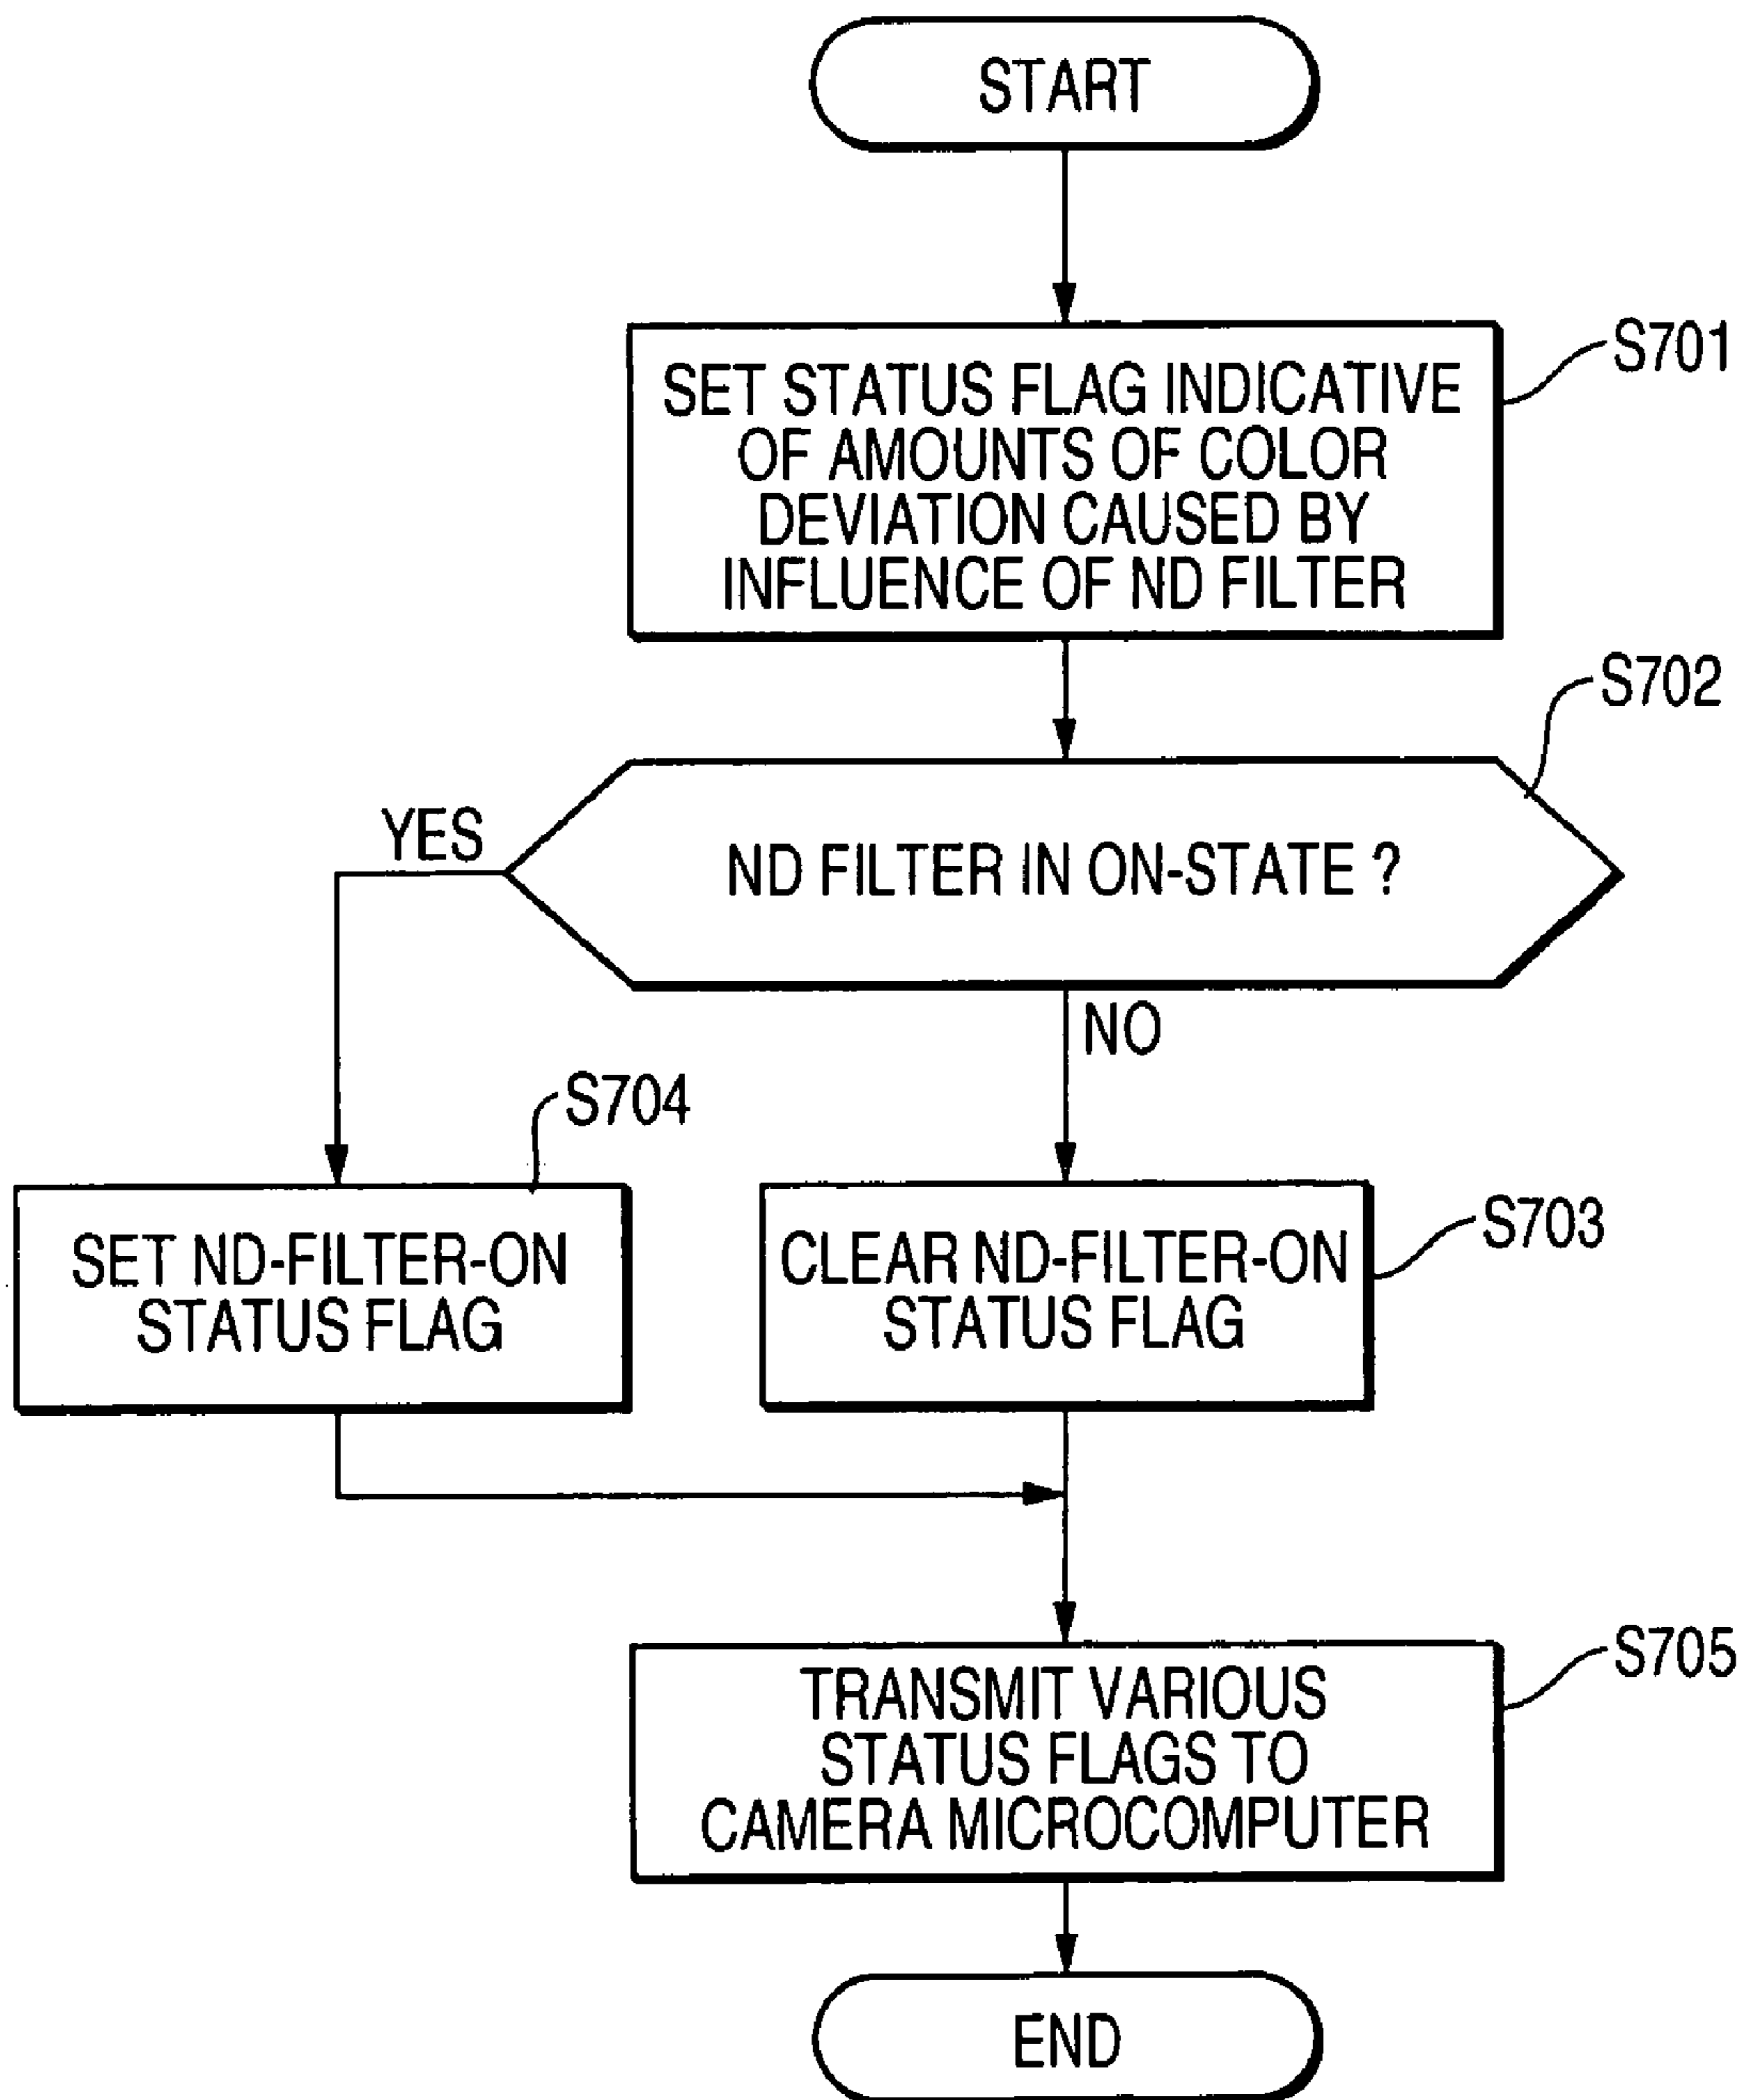 START
SET STATUS FLAG INDICATIVE
OF AMOUNTS OF COLOR
DEVIATION CAUSED BY
INFLUENCE OF ND FILTER
S701
S702
YES
ND FILTER IN ON-STATE ?
NO
S704
SET ND-FILTER-ON
STATUS FLAG
CLEAR ND-FILTER-ON
STATUS FLAG
S703
TRANSMIT VARIOUS
STATUS FLAGS TO
CAMERA MICROCOMPUTER
S705
END